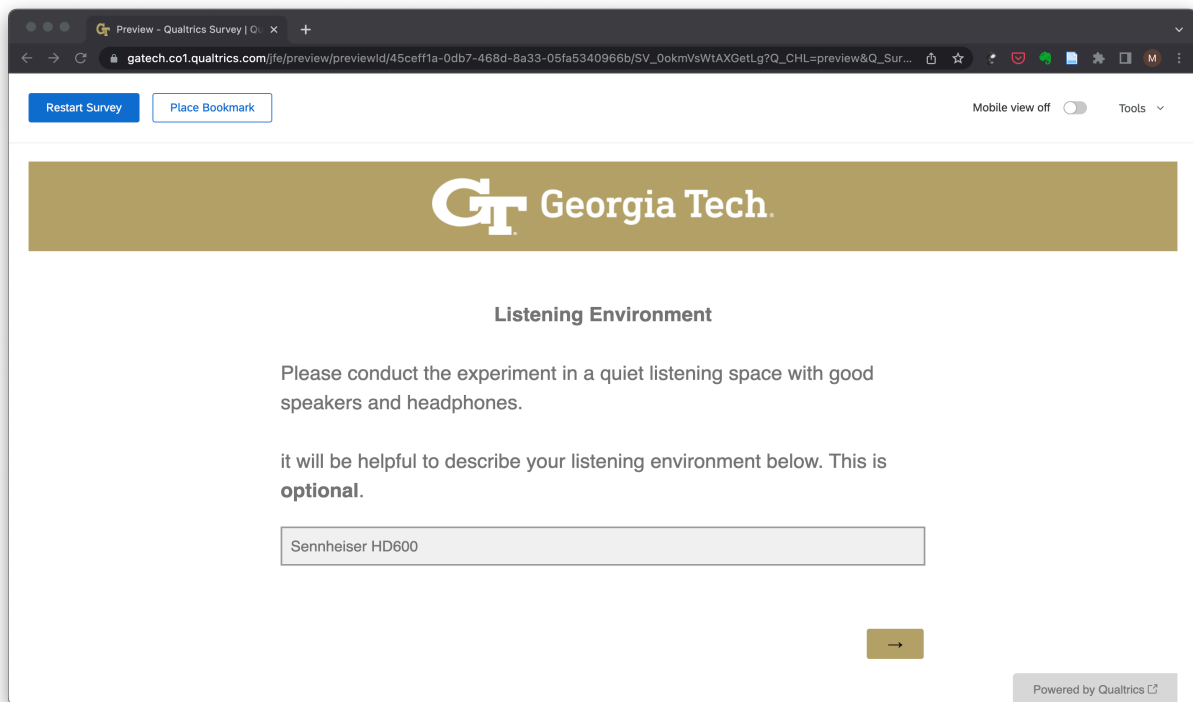 Preview - Qualtrics Survey | Qu
gatech.co1.qualtrics.com/jfe/preview/previewId/45ceff1a-0db7-468d-8a33-05fa5340966b/SV_0okmVsWtAXGetLg?Q_CHL=preview&Q_Sur...
M
Restart Survey
Place Bookmark
Mobile view off
Tools
GT Georgia Tech.
Listening Environment
Please conduct the experiment in a quiet listening space with good
speakers and headphones.
it will be helpful to describe your listening environment below. This is
optional.
Sennheiser HD600
→
Powered by Qualtrics